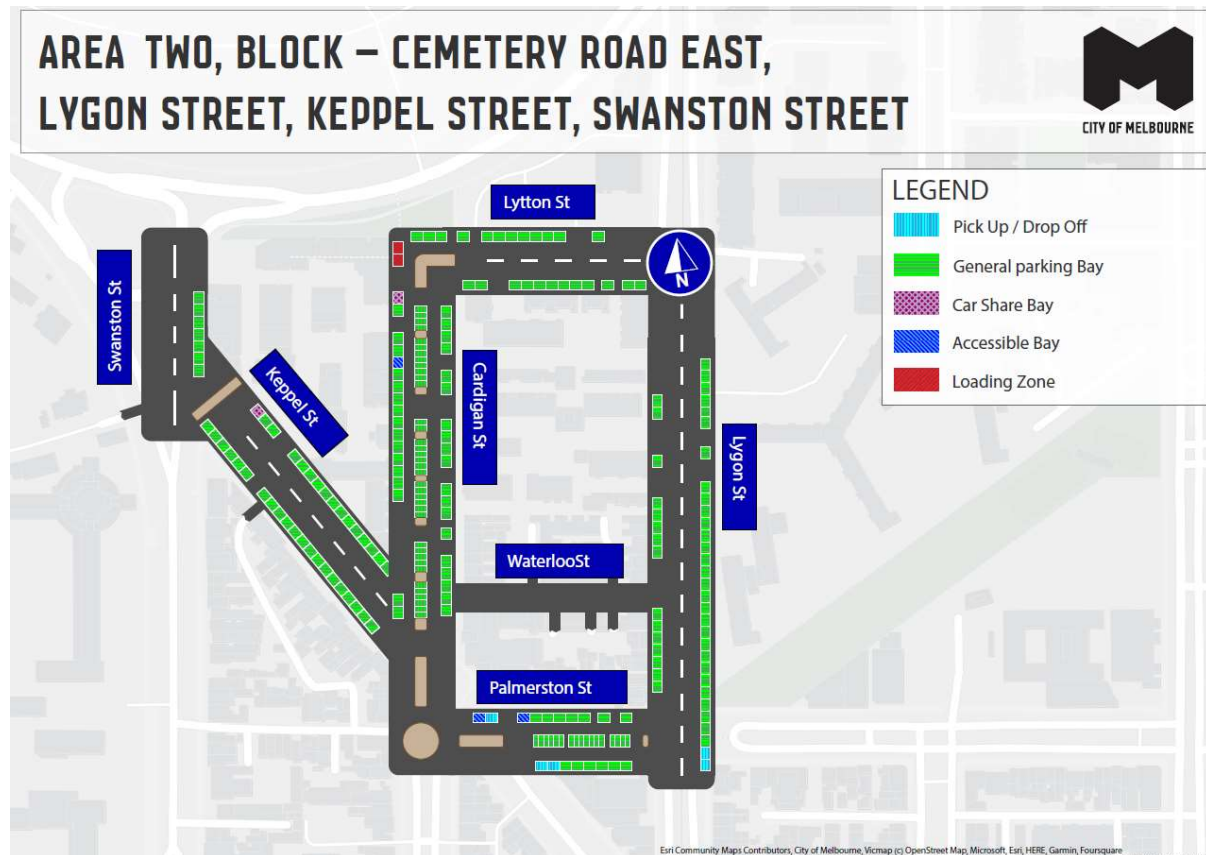 AREA TWO, BLOCK – CEMETERY ROAD EAST,
LYGON STREET, KEPPEL STREET, SWANSTON STREET
CITY OF MELBOURNE
LEGEND
Pick Up / Drop Off
General parking Bay
Car Share Bay
Accessible Bay
Loading Zone
Lytton St
N
Swanston St
Keppel St
Cardigan St
Lygon St
WaterlooSt
Palmerston St
Esri Community Maps Contributors, City of Melbourne, Vicmap (c) OpenStreet Map, Microsoft, Esri, HERE, Garmin, Foursquare